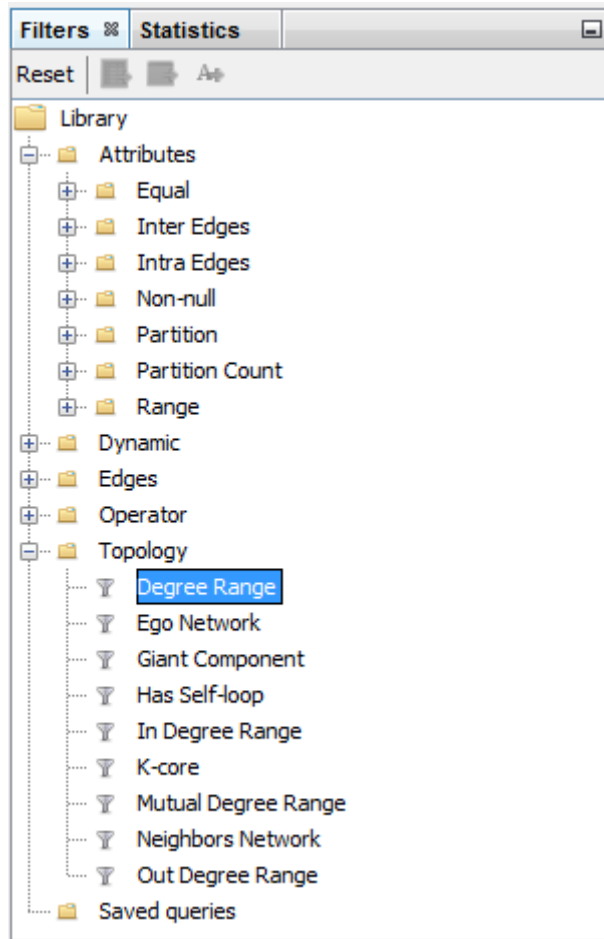 Filters Statistics
Reset A
Library
Attributes
Equal
Inter Edges
Intra Edges
Non-null
Partition
Partition Count
Range
Dynamic
Edges
Operator
Topology
Degree Range
Ego Network
Giant Component
Has Self-loop
In Degree Range
K-core
Mutual Degree Range
Neighbors Network
Out Degree Range
Saved queries